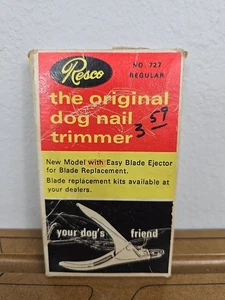 Resco
NO. 727
REGULAR
the original
dog nail
trimmer
3 59
New Model with Easy Blade Ejector
for Blade Replacement.
Blade replacement kits available at
your dealers.
your dog's friend